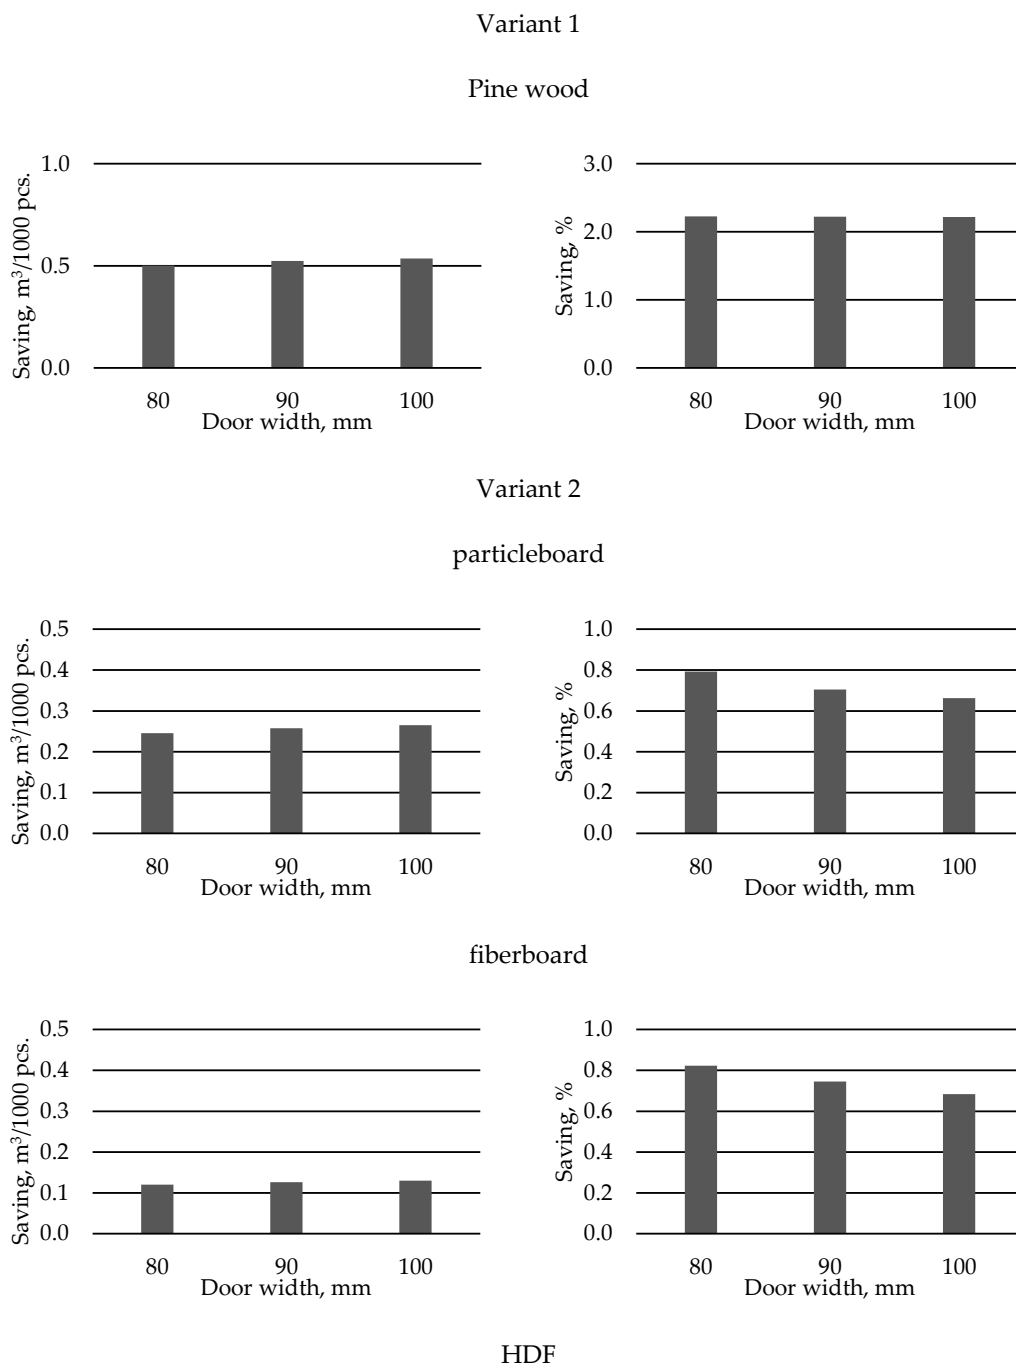 Variant 1
Pine wood
Saving, m³/1000 pcs.
1.0
0.5
0.0
80 90 100
Door width, mm
Saving, %
3.0
2.0
1.0
0.0
80 90 100
Door width, mm
Variant 2
particleboard
Saving, m³/1000 pcs.
0.5
0.4
0.3
0.2
0.1
0.0
80 90 100
Door width, mm
Saving, %
1.0
0.8
0.6
0.4
0.2
0.0
80 90 100
Door width, mm
fiberboard
Saving, m³/1000 pcs.
0.5
0.4
0.3
0.2
0.1
0.0
80 90 100
Door width, mm
Saving, %
1.0
0.8
0.6
0.4
0.2
0.0
80 90 100
Door width, mm
HDF